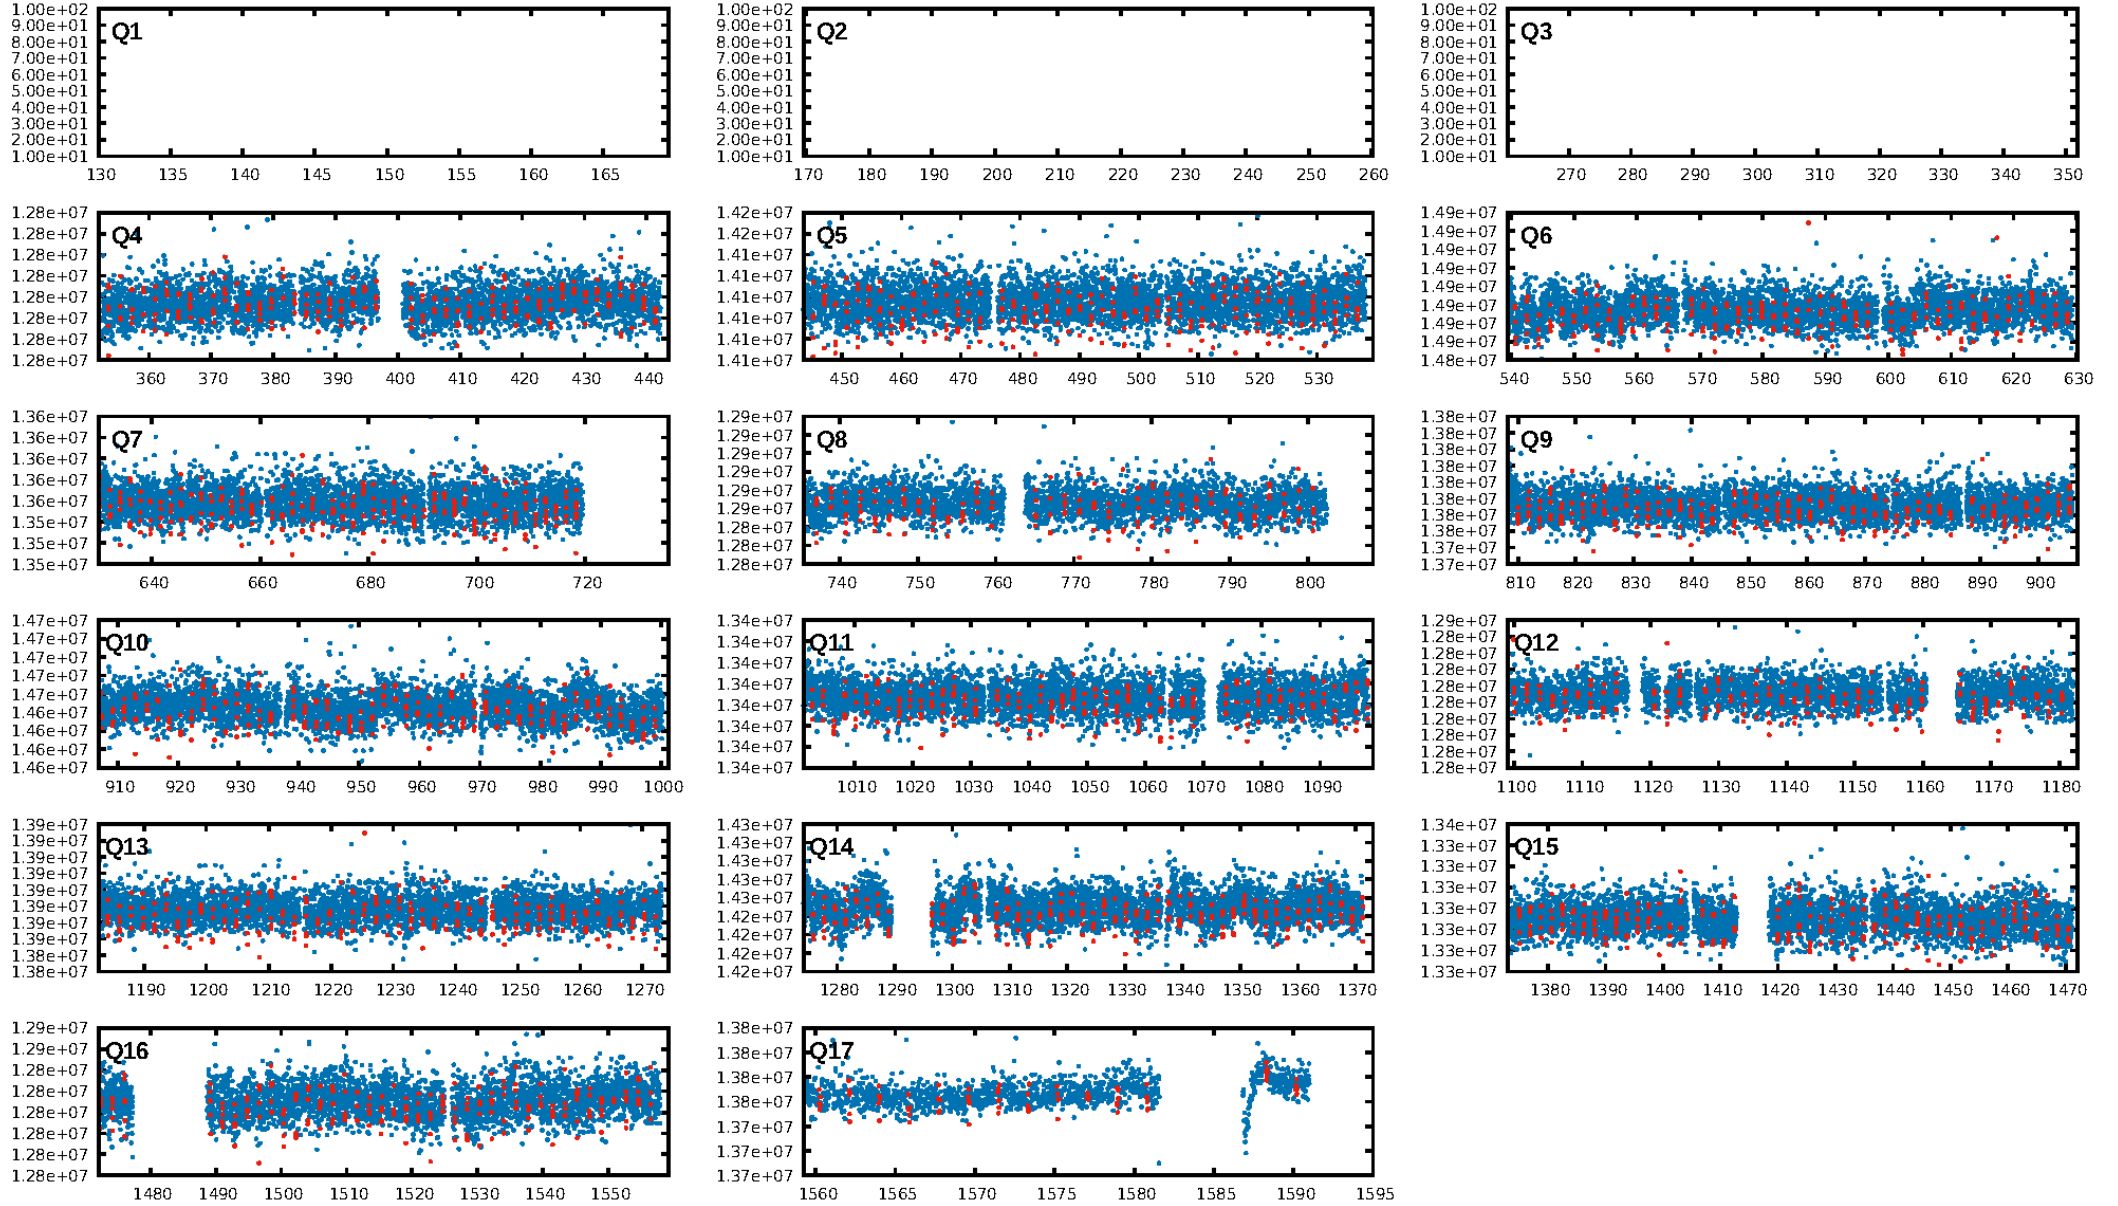 Q1
1.00e+02
9.00e+01
8.00e+01
7.00e+01
6.00e+01
5.00e+01
4.00e+01
3.00e+01
2.00e+01
1.00e+01
130 135 140 145 150 155 160 165
Q2
1.00e+02
9.00e+01
8.00e+01
7.00e+01
6.00e+01
5.00e+01
4.00e+01
3.00e+01
2.00e+01
1.00e+01
170 180 190 200 210 220 230 240 250 260
Q3
1.00e+02
9.00e+01
8.00e+01
7.00e+01
6.00e+01
5.00e+01
4.00e+01
3.00e+01
2.00e+01
1.00e+01
270 280 290 300 310 320 330 340 350
Q4
1.28e+07
1.28e+07
1.28e+07
1.28e+07
1.28e+07
1.28e+07
1.28e+07
1.28e+07
360 370 380 390 400 410 420 430 440
Q5
1.42e+07
1.42e+07
1.41e+07
1.41e+07
1.41e+07
1.41e+07
1.41e+07
1.41e+07
450 460 470 480 490 500 510 520 530
Q6
1.49e+07
1.49e+07
1.49e+07
1.49e+07
1.49e+07
1.49e+07
1.49e+07
1.49e+07
1.48e+07
540 550 560 570 580 590 600 610 620 630
Q7
1.36e+07
1.36e+07
1.36e+07
1.36e+07
1.36e+07
1.35e+07
1.35e+07
1.35e+07
640 660 680 700 720
Q8
1.29e+07
1.29e+07
1.29e+07
1.29e+07
1.29e+07
1.29e+07
1.28e+07
1.28e+07
1.28e+07
740 750 760 770 780 790 800
Q9
1.38e+07
1.38e+07
1.38e+07
1.38e+07
1.38e+07
1.38e+07
1.38e+07
1.38e+07
1.37e+07
1.37e+07
810 820 830 840 850 860 870 880 890 900
Q10
1.47e+07
1.47e+07
1.47e+07
1.47e+07
1.47e+07
1.46e+07
1.46e+07
1.46e+07
1.46e+07
910 920 930 940 950 960 970 980 990 1000
Q11
1.34e+07
1.34e+07
1.34e+07
1.34e+07
1.34e+07
1.34e+07
1.34e+07
1.34e+07
1010 1020 1030 1040 1050 1060 1070 1080 1090
Q12
1.29e+07
1.28e+07
1.28e+07
1.28e+07
1.28e+07
1.28e+07
1.28e+07
1.28e+07
1.28e+07
1.28e+07
1100 1110 1120 1130 1140 1150 1160 1170 1180
Q13
1.39e+07
1.39e+07
1.39e+07
1.39e+07
1.39e+07
1.39e+07
1.39e+07
1.39e+07
1.38e+07
1.38e+07
1190 1200 1210 1220 1230 1240 1250 1260 1270
Q14
1.43e+07
1.43e+07
1.43e+07
1.43e+07
1.43e+07
1.42e+07
1.42e+07
1.42e+07
1.42e+07
1280 1290 1300 1310 1320 1330 1340 1350 1360 1370
Q15
1.34e+07
1.33e+07
1.33e+07
1.33e+07
1.33e+07
1.33e+07
1.33e+07
1.33e+07
1380 1390 1400 1410 1420 1430 1440 1450 1460 1470
Q16
1.29e+07
1.29e+07
1.28e+07
1.28e+07
1.28e+07
1.28e+07
1.28e+07
1.28e+07
1480 1490 1500 1510 1520 1530 1540 1550
Q17
1.38e+07
1.38e+07
1.38e+07
1.38e+07
1.37e+07
1.37e+07
1.37e+07
1560 1565 1570 1575 1580 1585 1590 1595